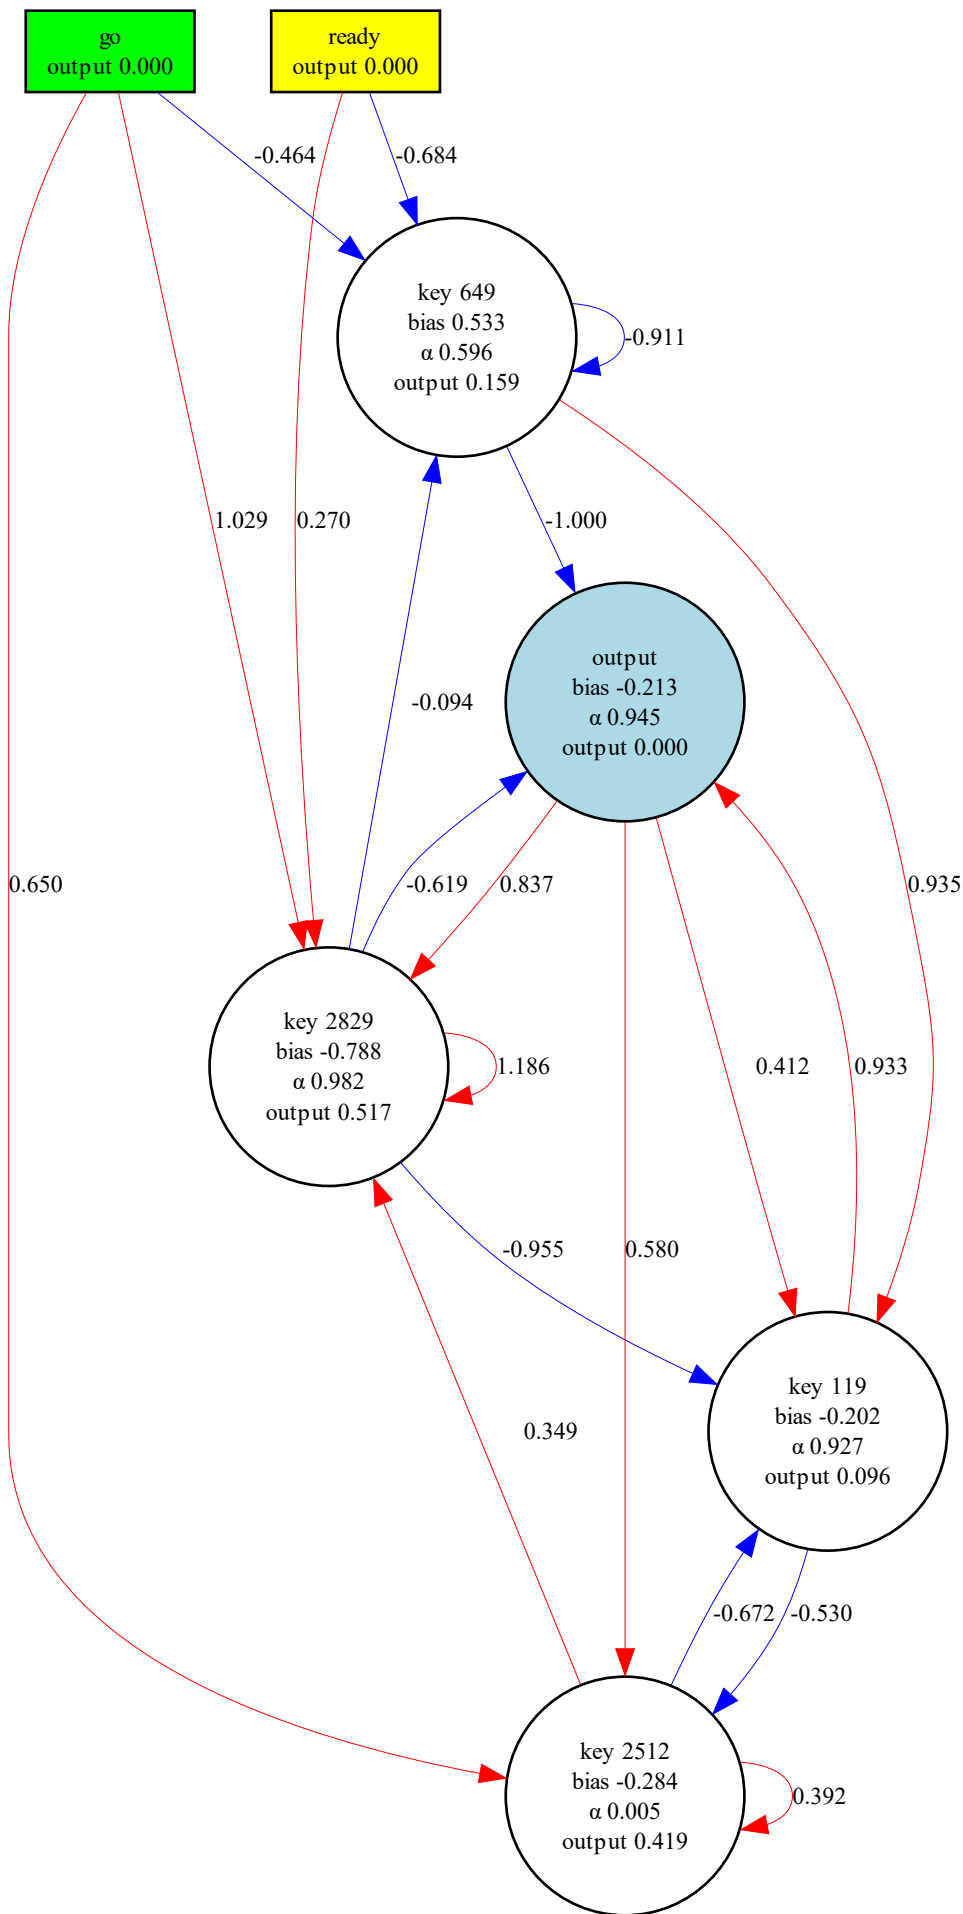 go
output 0.000
ready
output 0.000
-0.464
-0.684
key 649
bias 0.533
α 0.596
output 0.159
-0.911
1.029
0.270
-1.000
output
bias -0.213
α 0.945
output 0.000
-0.094
0.650
-0.619
0.837
0.935
key 2829
bias -0.788
α 0.982
output 0.517
1.186
0.412
0.933
-0.955
0.580
key 119
bias -0.202
α 0.927
output 0.096
0.349
-0.672
-0.530
key 2512
bias -0.284
α 0.005
output 0.419
0.392